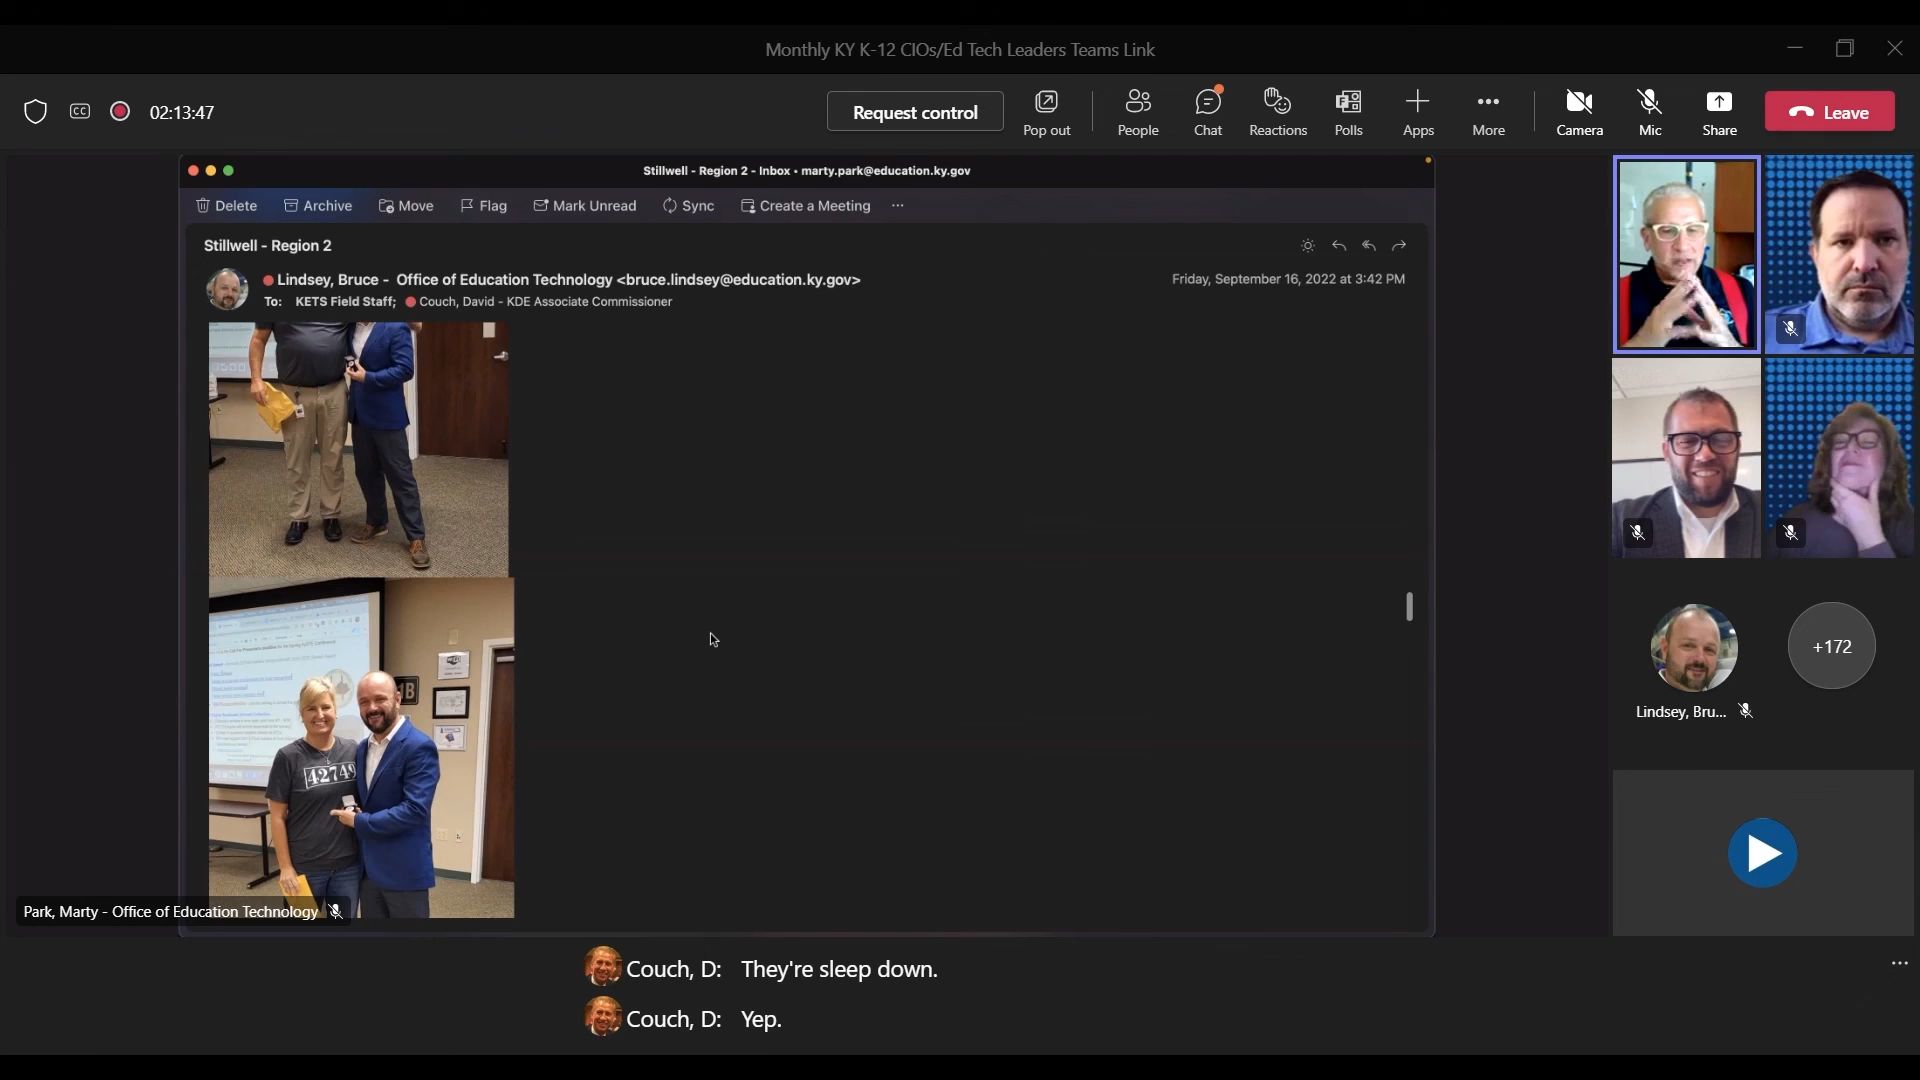 Monthly KY K-12 CIOs/Ed Tech Leaders Teams Link
CC
02:13:47
Request control
Pop out
People
Chat
Reactions
Polls
Apps
More
Camera
Mic
Share
Leave
Stillwell - Region 2 - Inbox • marty.park@education.ky.gov
Delete
Archive
Move
Flag
Mark Unread
Sync
Create a Meeting
Stillwell - Region 2
Lindsey, Bruce - Office of Education Technology <bruce.lindsey@education.ky.gov>
Friday, September 16, 2022 at 3:42 PM
To: KETS Field Staff; Couch, David - KDE Associate Commissioner
1B
42749
Lindsey, Bru...
+172
Park, Marty - Office of Education Technology
Couch, D: They're sleep down.
Couch, D: Yep.